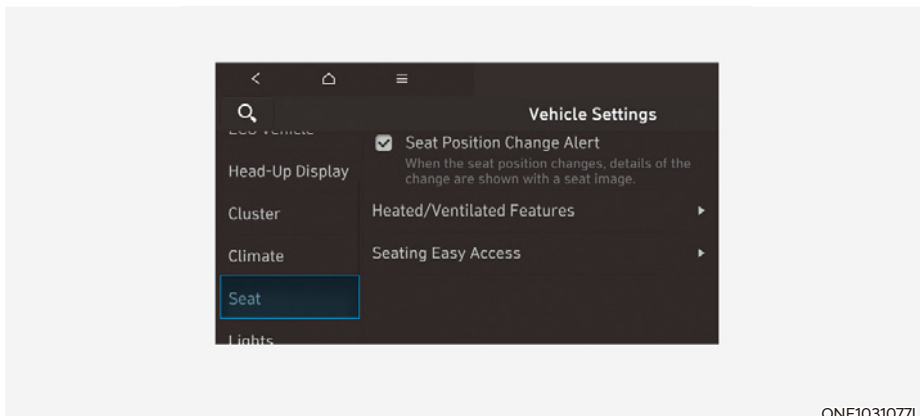 Vehicle Settings
Seat Position Change Alert
When the seat position changes, details of the
change are shown with a seat image.
Head-Up Display
Heated/Ventilated Features
Cluster
Seating Easy Access
Climate
Seat
Lights